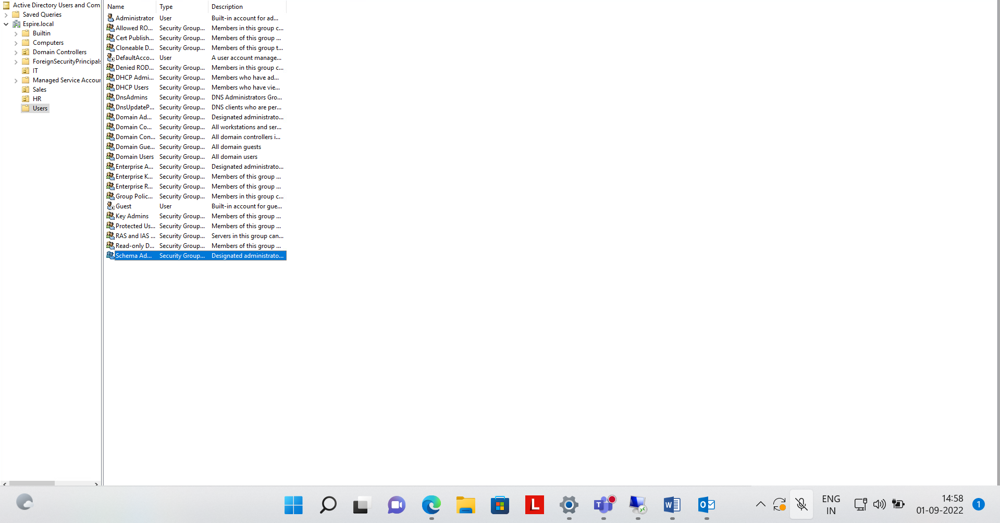 Active Directory Users and Com
Saved Queries
Espire.local
Builtin
Computers
Domain Controllers
ForeignSecurityPrincipals
IT
Managed Service Accour
Sales
HR
Users
Name Type Description
Administrator User Built-in account for ad...
Allowed RO... Security Group... Members in this group c...
Cert Publish... Security Group... Members of this group ...
Cloneable D... Security Group... Members of this group t...
DefaultAcco... User A user account manage...
Denied ROD... Security Group... Members in this group c...
DHCP Admi... Security Group... Members who have ad...
DHCP Users Security Group... Members who have vie...
DnsAdmins Security Group... DNS Administrators Gro...
DnsUpdateP... Security Group... DNS clients who are per...
Domain Ad... Security Group... Designated administrato...
Domain Co... Security Group... All workstations and ser...
Domain Con... Security Group... All domain controllers i...
Domain Gue... Security Group... All domain guests
Domain Users Security Group... All domain users
Enterprise A... Security Group... Designated administrato...
Enterprise K... Security Group... Members of this group ...
Enterprise R... Security Group... Members of this group ...
Group Polic... Security Group... Members in this group c...
Guest User Built-in account for gue...
Key Admins Security Group... Members of this group ...
Protected Us... Security Group... Members of this group ...
RAS and IAS ... Security Group... Servers in this group can...
Read-only D... Security Group... Members of this group ...
Schema Ad... Security Group... Designated administrato...
L
T
W
O
ENG
IN
14:58
01-09-2022
1